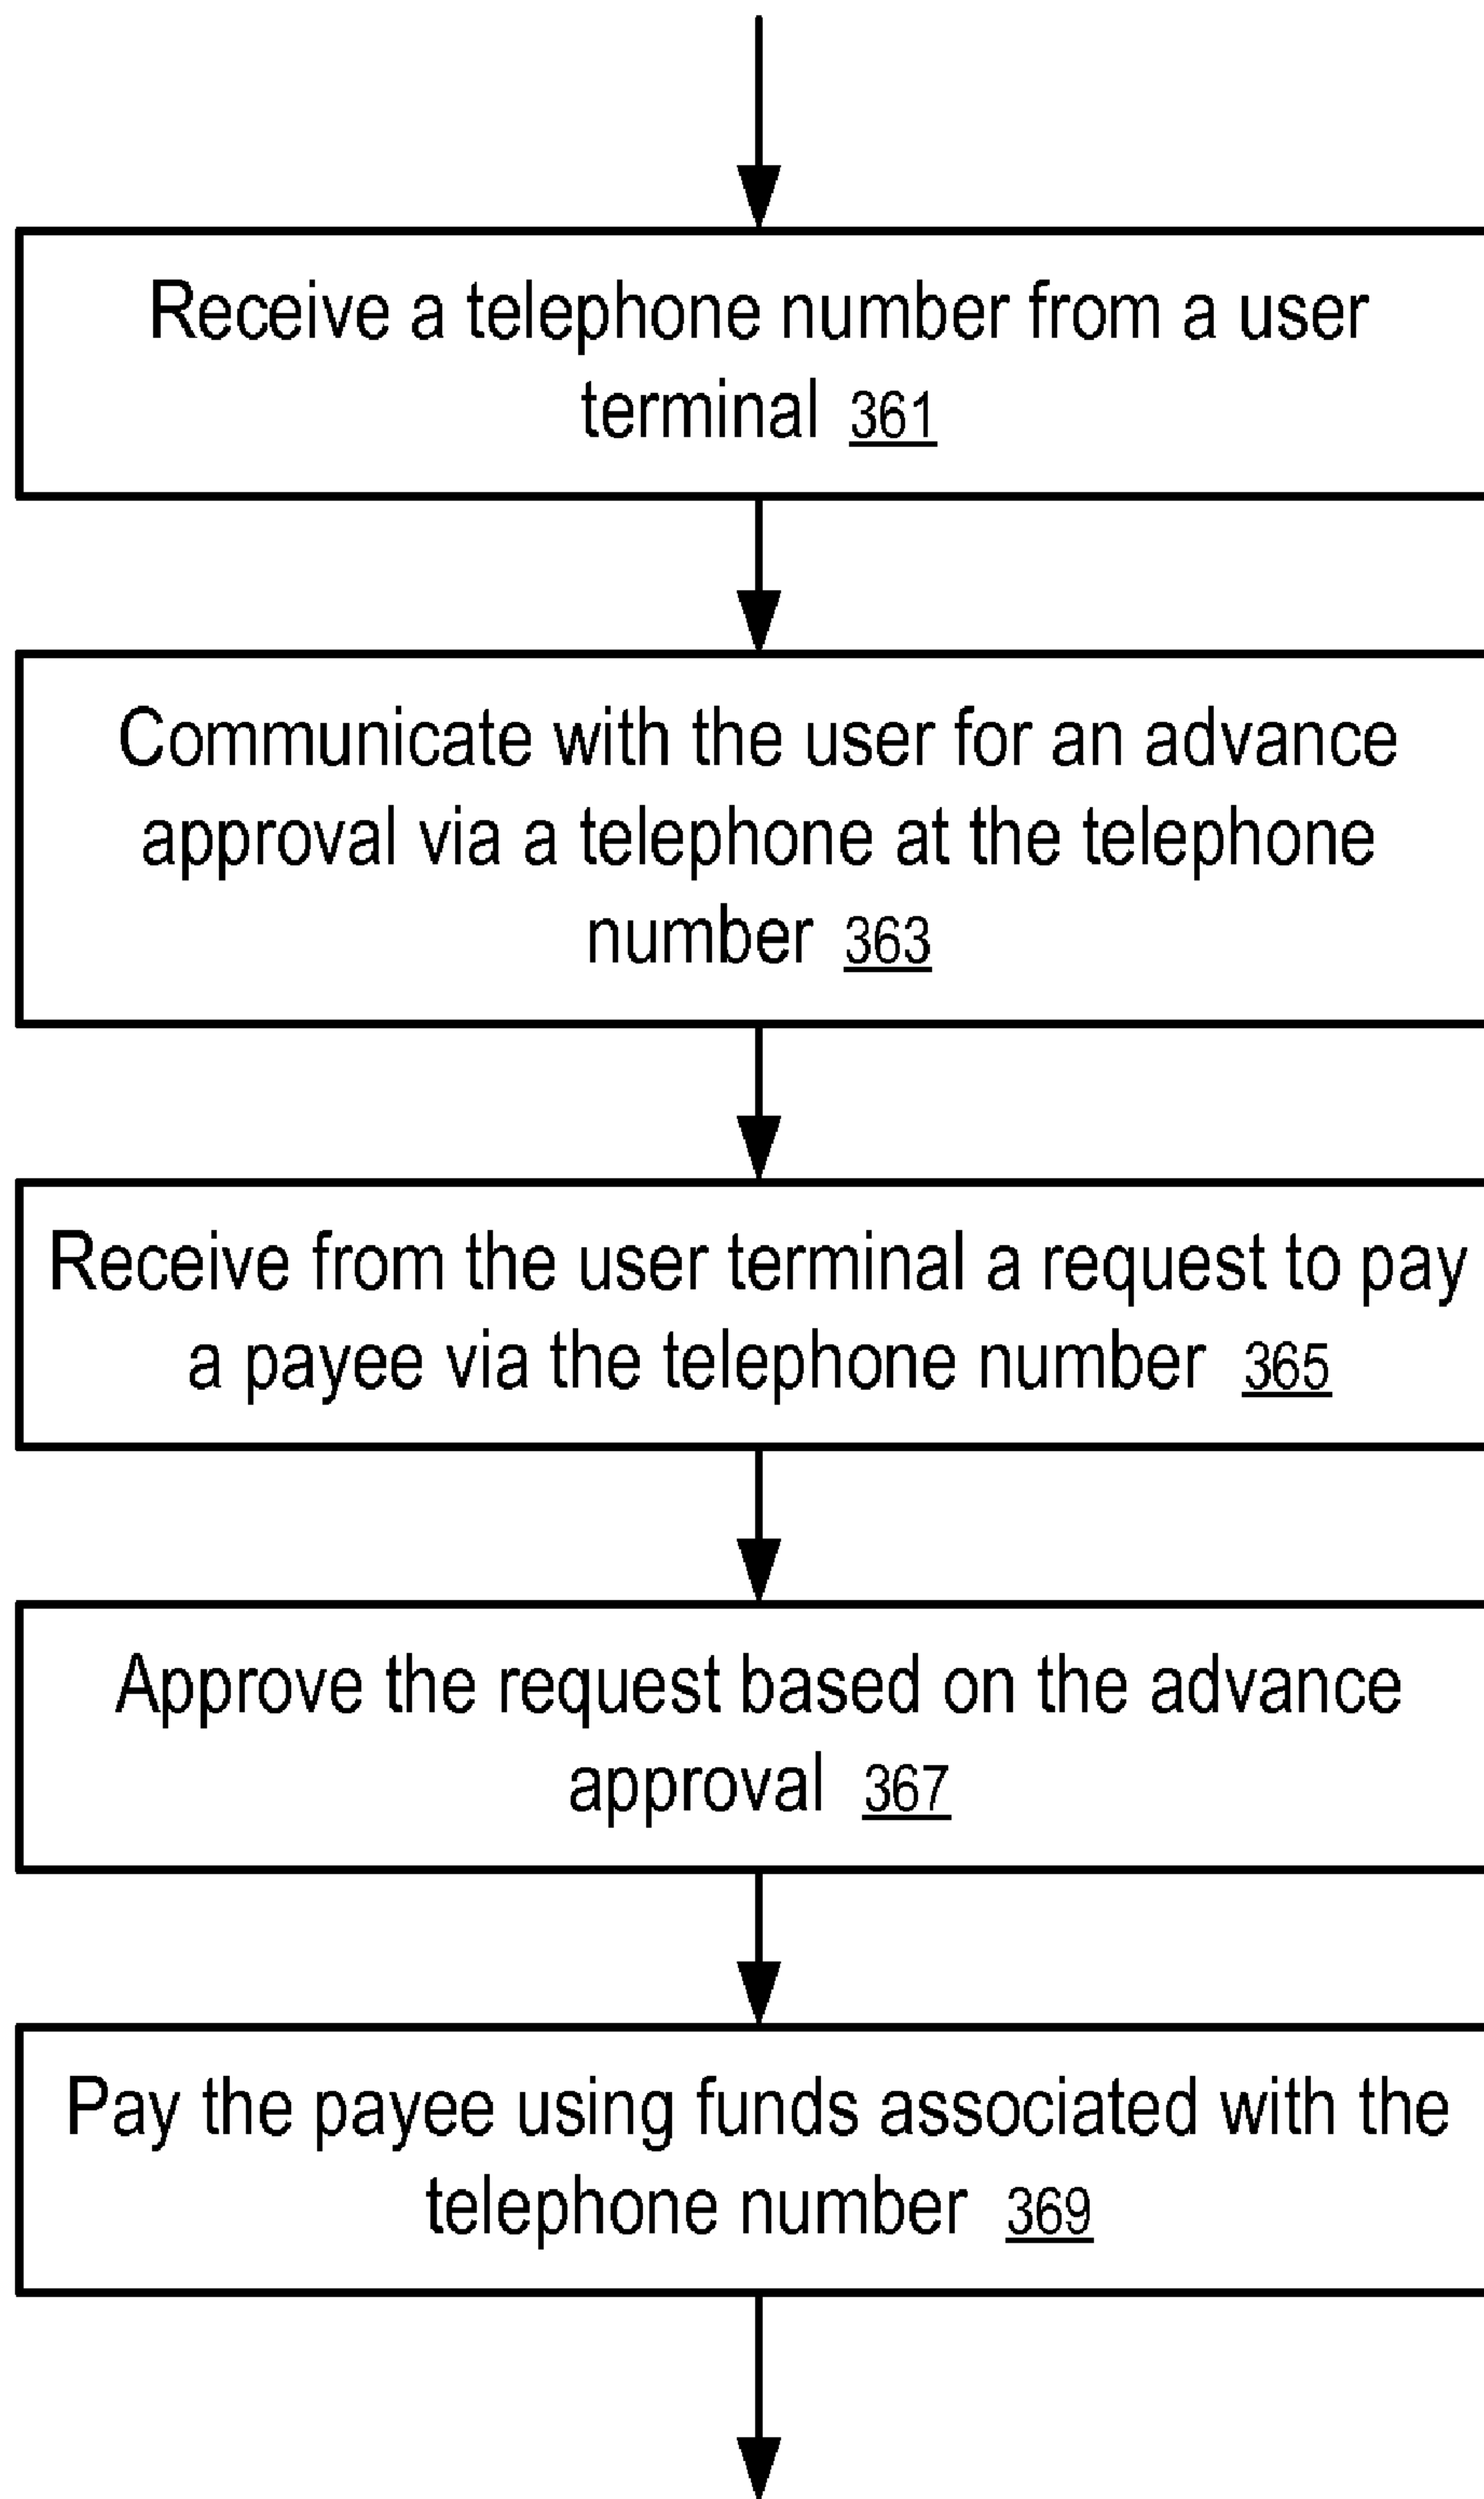 Receive a telephone number from a user
terminal 361
Communicate with the user for an advance
approval via a telephone at the telephone
number 363
Receive from the user terminal a request to pay
a payee via the telephone number 365
Approve the request based on the advance
approval 367
Pay the payee using funds associated with the
telephone number 369